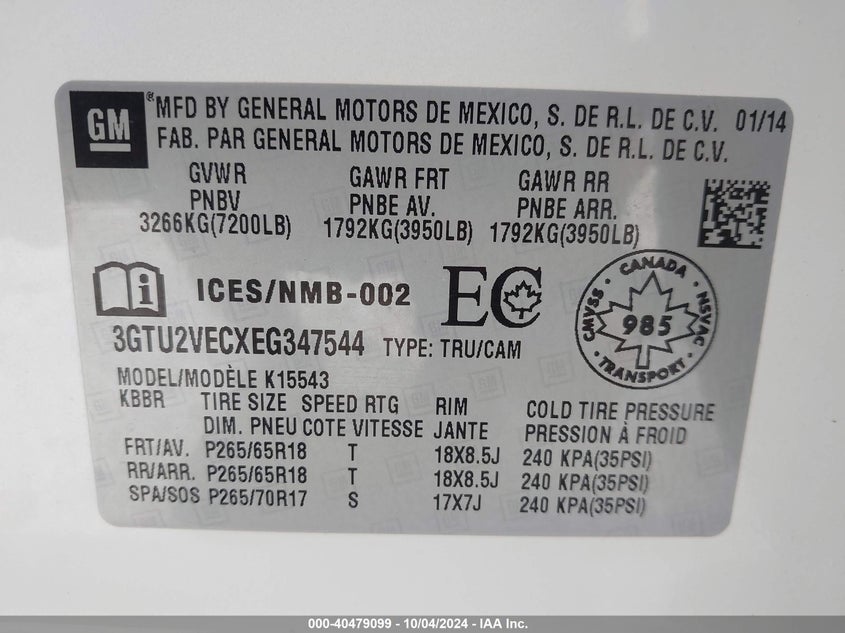 GM
® MFD BY GENERAL MOTORS DE MEXICO, S. DE R.L. DE C.V. 01/14
FAB. PAR GENERAL MOTORS DE MEXICO, S. DE R.L. DE C.V.
GVWR GAWR FRT GAWR RR
PNBV PNBE AV. PNBE ARR.
3266KG(7200LB) 1792KG(3950LB) 1792KG(3950LB)
ICES/NMB-002 EC
CANADA
CMVSS 985 NSVAC
TRANSPORT
3GTU2VECXEG347544 TYPE: TRU/CAM
MODEL/MODÈLE K15543
KBBR TIRE SIZE SPEED RTG RIM COLD TIRE PRESSURE
DIM. PNEU COTE VITESSE JANTE PRESSION À FROID
FRT/AV. P265/65R18 T 18X8.5J 240 KPA(35PSI)
RR/ARR. P265/65R18 T 18X8.5J 240 KPA(35PSI)
SPA/SOS P265/70R17 S 17X7J 240 KPA(35PSI)
000-40479099 - 10/04/2024 - IAA Inc.